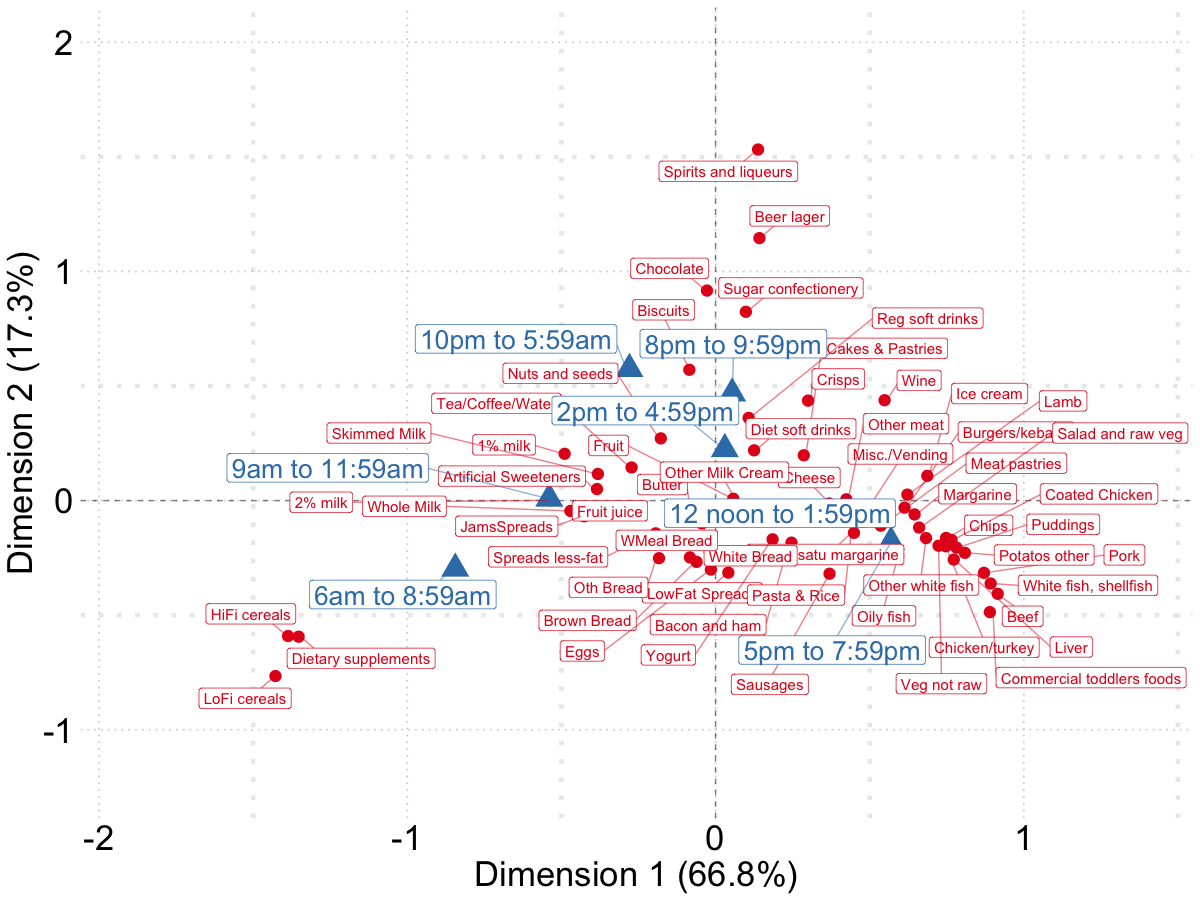 2
Spirits and liqueurs
Beer lager
1
Chocolate
Sugar confectionery
Biscuits
Reg soft drinks
10pm to 5:59am
8pm to 9:59pm
Cakes & Pastries
Nuts and seeds
Crisps
Wine
Ice cream
Lamb
Tea/Coffee/Wate
2pm to 4:59pm
Other meat
Skimmed Milk
1% milk
Fruit
Diet soft drinks
Burgers/keba
Salad and raw veg
Misc./Vending
9am to 11:59am
Artificial Sweeteners
Other Milk Cream
Cheese
Meat pastries
Butter
0
2% milk
Whole Milk
Fruit juice
12 noon to 1:59pm
Margarine
Coated Chicken
JamsSpreads
Chips
Puddings
WMeal Bread
Spreads less-fat
White Bread
satu margarine
Potatos other
Pork
6am to 8:59am
Oth Bread
LowFat Spread
Pasta & Rice
Other white fish
White fish, shellfish
HiFi cereals
Brown Bread
Bacon and ham
Oily fish
Beef
Dietary supplements
Eggs
Yogurt
5pm to 7:59pm
Chicken/turkey
Liver
LoFi cereals
Sausages
Veg not raw
Commercial toddlers foods
-1
-2
-1
0
1
Dimension 1 (66.8%)
Dimension 2 (17.3%)